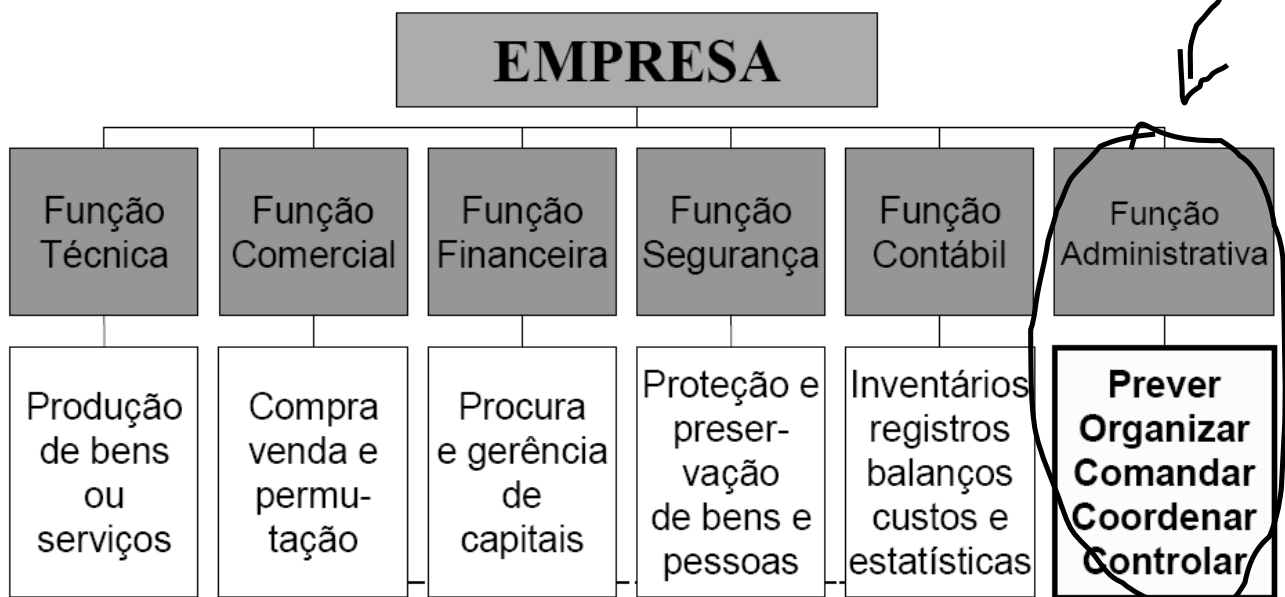 EMPRESA
Função
Técnica
Função
Comercial
Função
Financeira
Função
Segurança
Função
Contábil
Função
Administrativa
Produção
de bens
ou
serviços
Compra
venda e
permu-
tação
Procura
e gerência
de
capitais
Proteção e
preser-
vação
de bens e
pessoas
Inventários
registros
balanços
custos e
estatísticas
Prever
Organizar
Comandar
Coordenar
Controlar